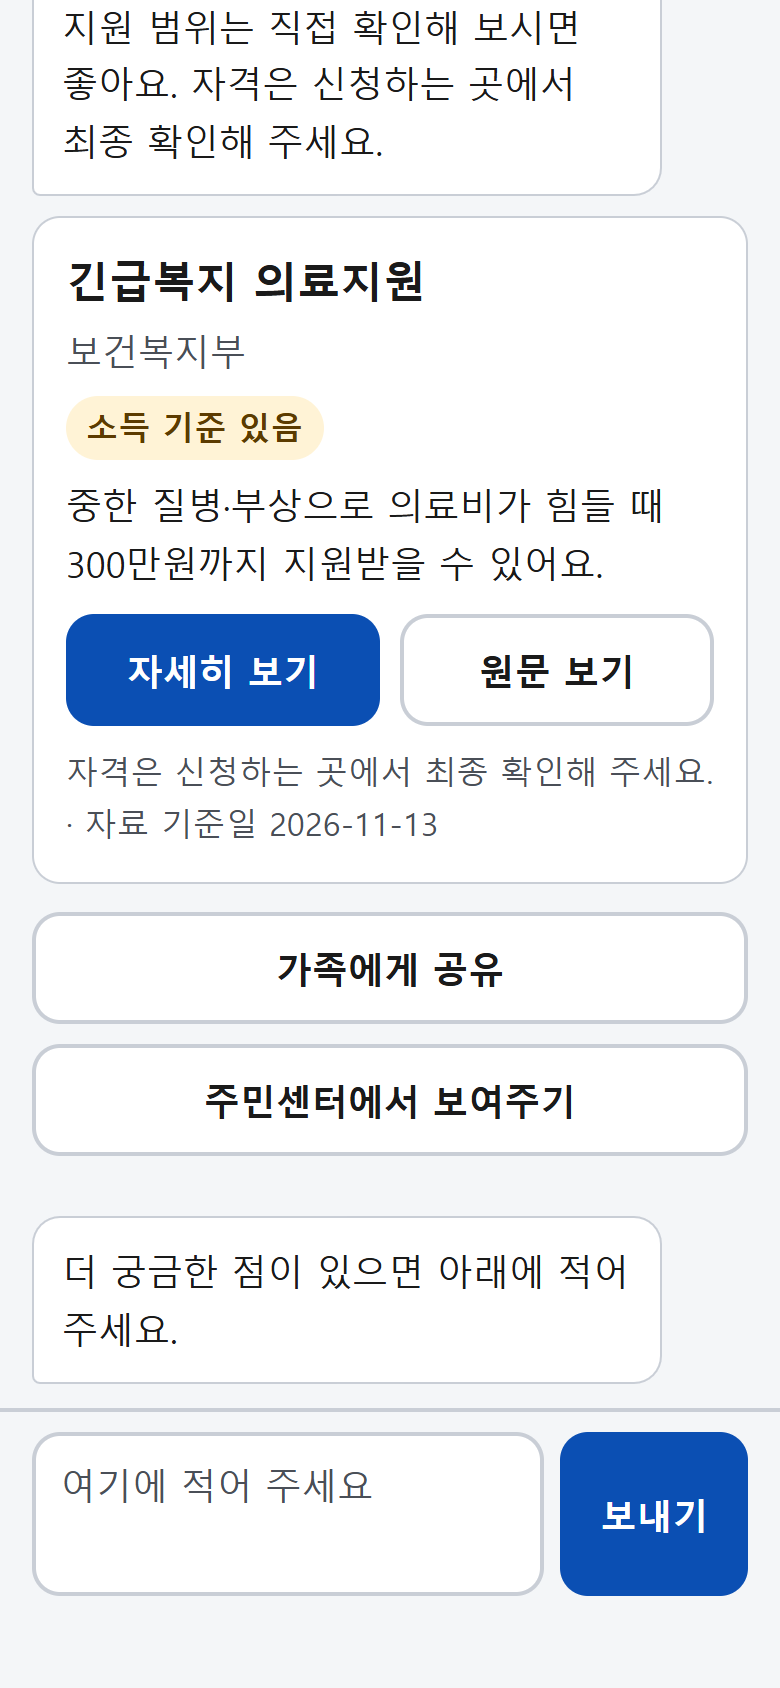 지원 범위는 직접 확인해 보시면
좋아요. 자격은 신청하는 곳에서
최종 확인해 주세요.
긴급복지 의료지원
보건복지부
소득 기준 있음
중한 질병·부상으로 의료비가 힘들 때
300만원까지 지원받을 수 있어요.
자세히 보기
원문 보기
자격은 신청하는 곳에서 최종 확인해 주세요.
· 자료 기준일 2026-11-13
가족에게 공유
주민센터에서 보여주기
더 궁금한 점이 있으면 아래에 적어
주세요.
여기에 적어 주세요
보내기